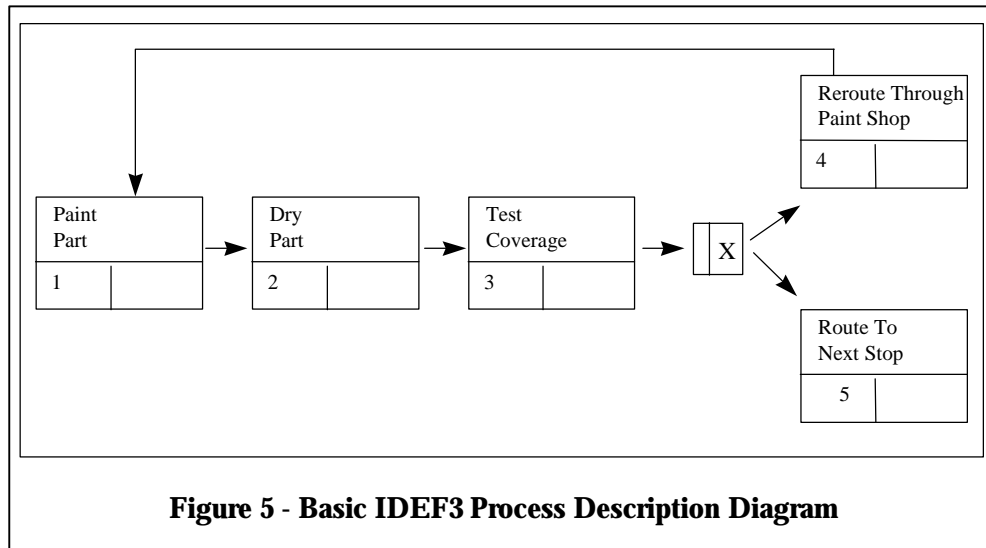 Reroute Through
Paint Shop
4
Paint
Part
1
Dry
Part
2
Test
Coverage
3
X
Route To
Next Stop
5
Figure 5 - Basic IDEF3 Process Description Diagram